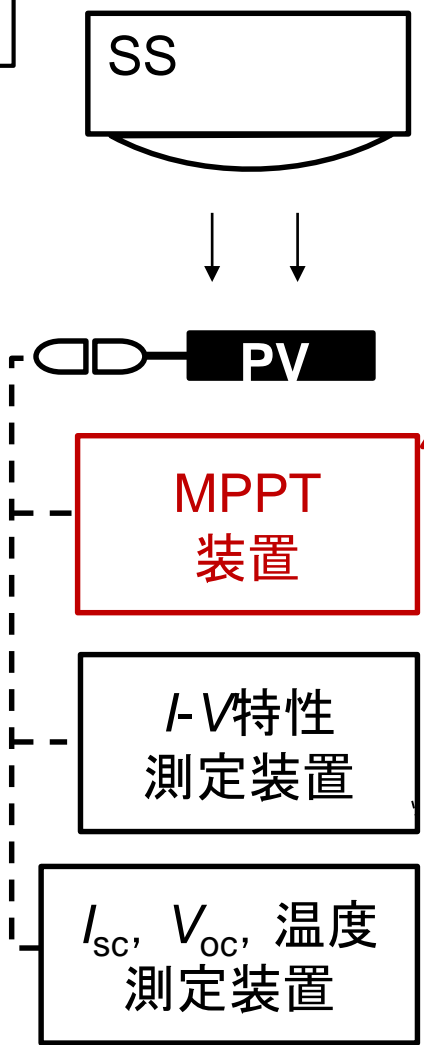 SS
PV
MPPT
装置
I-V特性
測定装置
Isc, Voc, 温度
測定装置